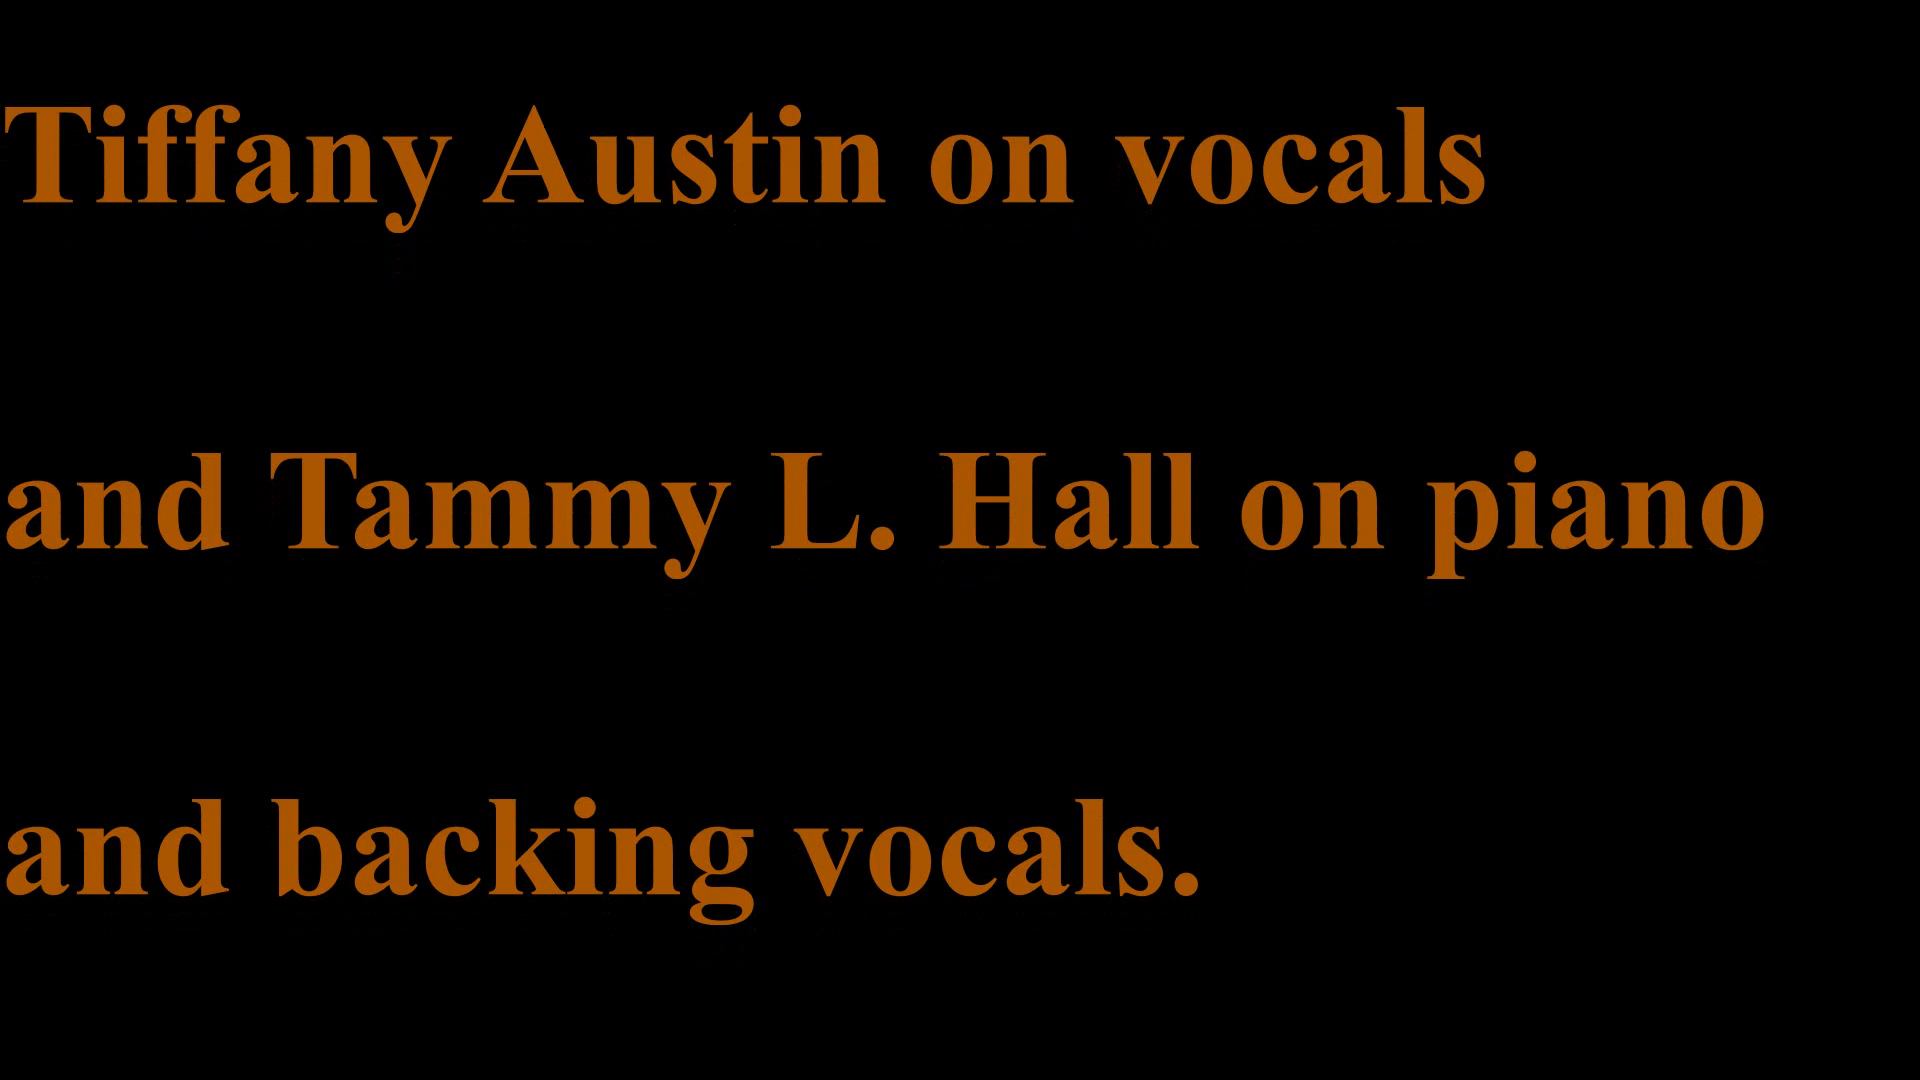 Tiffany Austin on vocals
and Tammy L. Hall on piano
and backing vocals.